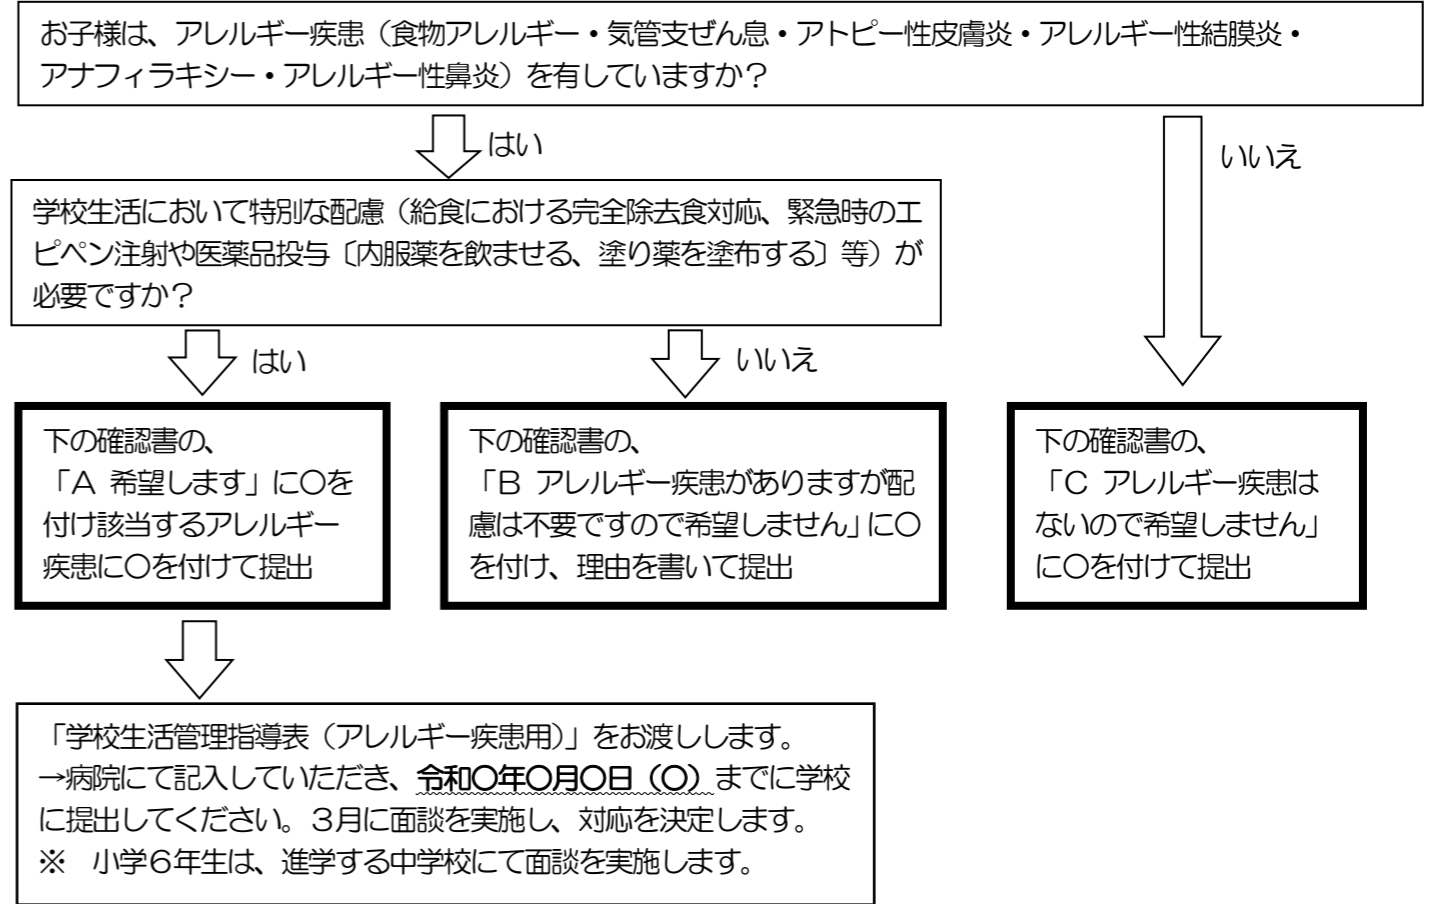 お子様は、アレルギー疾患（食物アレルギー・気管支ぜん息・アトピー性皮膚炎・アレルギー性結膜炎・
アナフィラキシー・アレルギー性鼻炎）を有していますか？
はい
いいえ
学校生活において特別な配慮（給食における完全除去食対応、緊急時のエ
ピペン注射や医薬品投与〔内服薬を飲ませる、塗り薬を塗布する〕等）が
必要ですか？
はい
いいえ
下の確認書の、
「Ａ 希望します」に〇を
付け該当するアレルギー
疾患に〇を付けて提出
下の確認書の、
「Ｂ アレルギー疾患がありますが配
慮は不要ですので希望しません」に〇
を付け、理由を書いて提出
下の確認書の、
「Ｃ アレルギー疾患は
ないので希望しません」
に〇を付けて提出
「学校生活管理指導表（アレルギー疾患用）」をお渡しします。
→病院にて記入していただき、令和〇年〇月〇日（〇）までに学校
に提出してください。３月に面談を実施し、対応を決定します。
※　小学６年生は、進学する中学校にて面談を実施します。